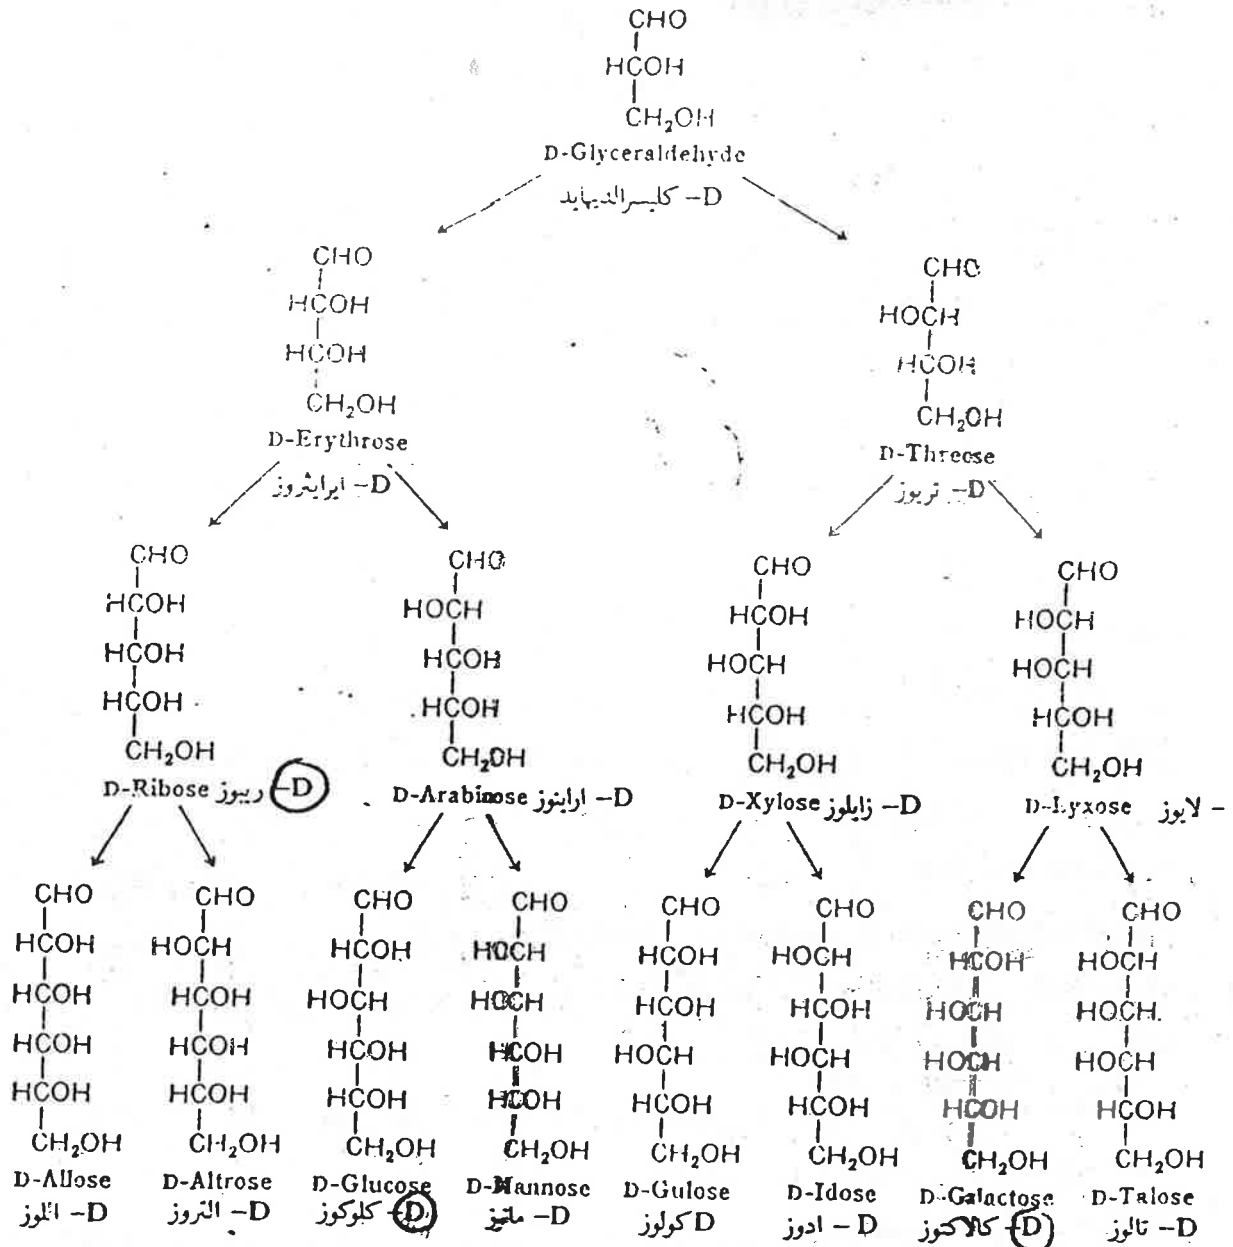 CHO
HCOH
CH₂OH
D-Glyceraldehyde
D– كليسرالديهايد
CHO
HCOH
HCOH
CH₂OH
D-Erythrose
D– ايرايثروز
CHO
HOCH
HCOH
CH₂OH
D-Threose
D– تريوز
CHO
HCOH
HCOH
HCOH
CH₂OH
D-Ribose D– ريبوز
CHO
HOCH
HCOH
HCOH
CH₂OH
D-Arabinose D– ارابنوز
CHO
HCOH
HOCH
HCOH
CH₂OH
D-Xylose D– زايلوز
CHO
HOCH
HOCH
HCOH
CH₂OH
D-Lyxose – لايوز
CHO
HCOH
HCOH
HCOH
HCOH
CH₂OH
D-Allose
D– اللوز
CHO
HOCH
HCOH
HCOH
HCOH
CH₂OH
D-Altrose
D– التروز
CHO
HCOH
HOCH
HCOH
HCOH
CH₂OH
D-Glucose
D– كلوكوز
CHO
HOCH
HOCH
HCOH
HCOH
CH₂OH
D-Mannose
D– مانيز
CHO
HCOH
HCOH
HOCH
HCOH
CH₂OH
D-Gulose
D كولوز
CHO
HOCH
HCOH
HOCH
HCOH
CH₂OH
D-Idose
D– ادوز
CHO
HCOH
HOCH
HOCH
HCOH
CH₂OH
D-Galactose
D– كالاكتوز
CHO
HOCH
HOCH
HOCH
HCOH
CH₂OH
D-Talose
D– تالوز